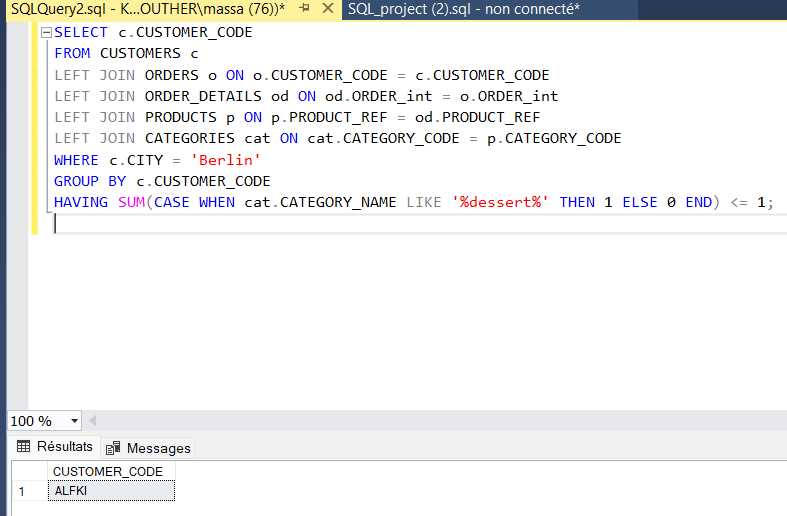 SQLQuery2.sql - K...OUTHER\massa (76))* SQL_project (2).sql - non connecté*
SELECT c.CUSTOMER_CODE
FROM CUSTOMERS c
LEFT JOIN ORDERS o ON o.CUSTOMER_CODE = c.CUSTOMER_CODE
LEFT JOIN ORDER_DETAILS od ON od.ORDER_int = o.ORDER_int
LEFT JOIN PRODUCTS p ON p.PRODUCT_REF = od.PRODUCT_REF
LEFT JOIN CATEGORIES cat ON cat.CATEGORY_CODE = p.CATEGORY_CODE
WHERE c.CITY = 'Berlin'
GROUP BY c.CUSTOMER_CODE
HAVING SUM(CASE WHEN cat.CATEGORY_NAME LIKE '%dessert%' THEN 1 ELSE 0 END) <= 1;
100 %
Résultats Messages
CUSTOMER_CODE
1 ALFKI